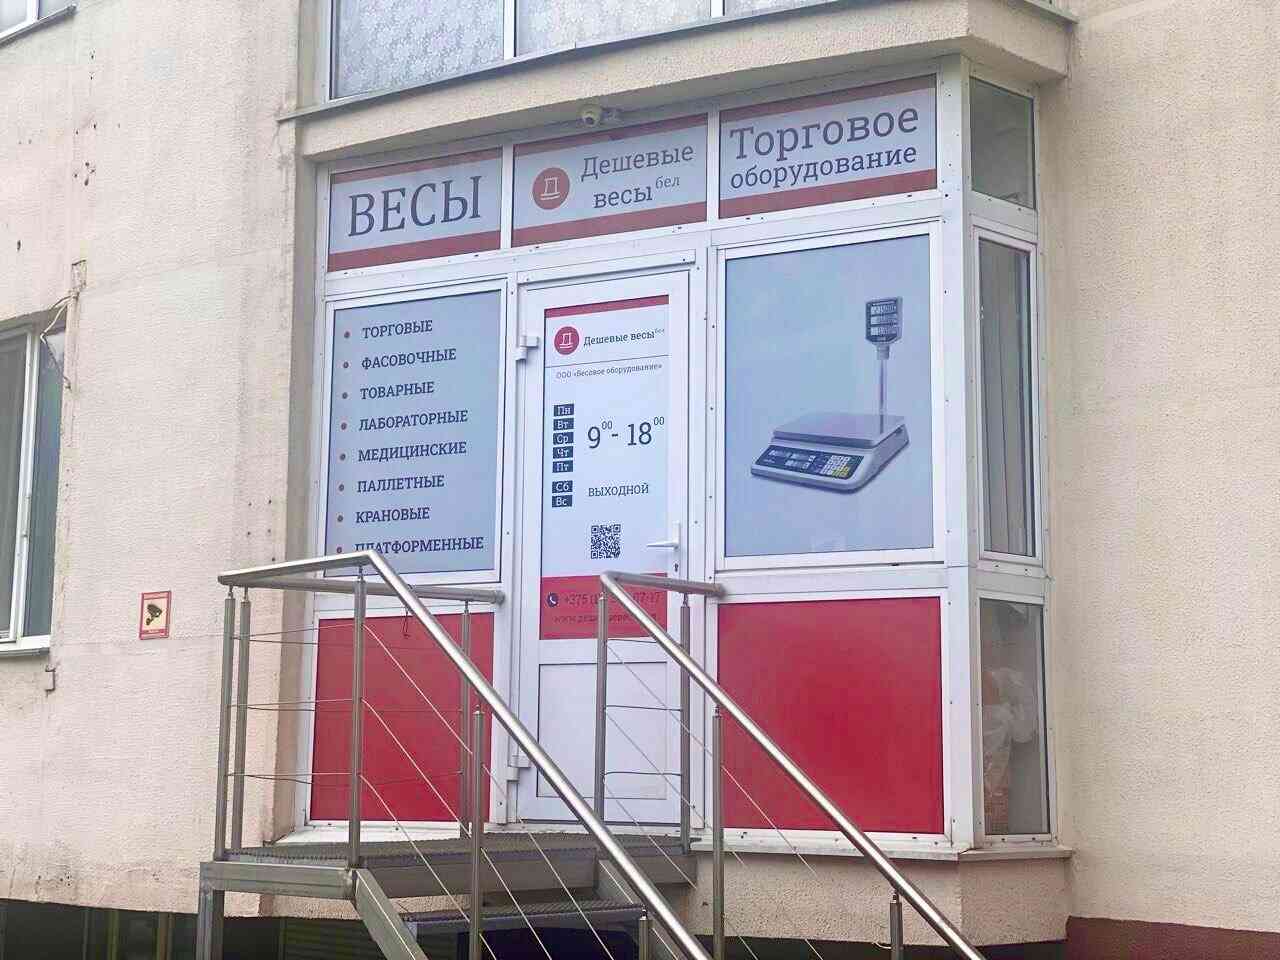 ВЕСЫ
Дешевые
весы бел
Торговое
оборудование
• ТОРГОВЫЕ
• ФАСОВОЧНЫЕ
• ТОВАРНЫЕ
• ЛАБОРАТОРНЫЕ
• МЕДИЦИНСКИЕ
• ПАЛЛЕТНЫЕ
• КРАНОВЫЕ
• ПЛАТФОРМЕННЫЕ
Дешевые весы бел
ООО «Весовое оборудование»
Пн
Вт
Ср
Чт
Пт
9 00 - 18 00
Сб
Вс
ВЫХОДНОЙ
+375